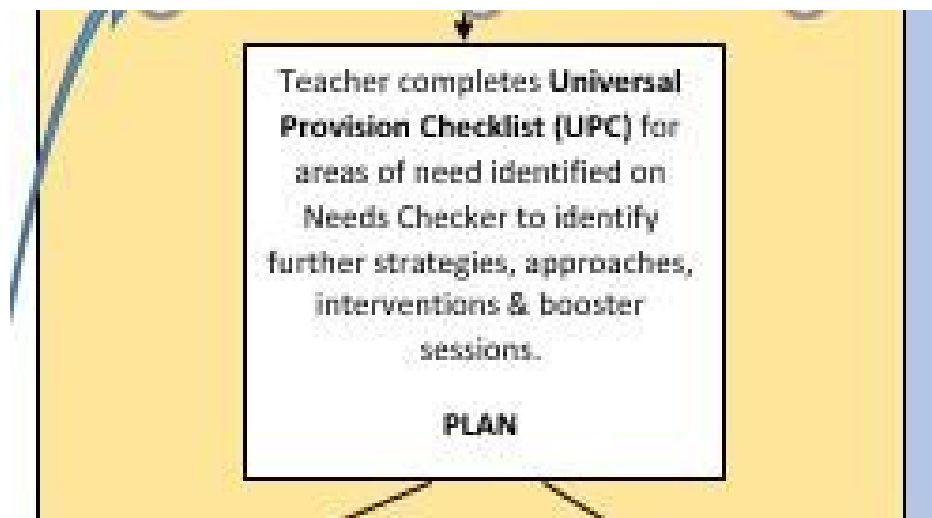 Teacher completes Universal
Provision Checklist (UPC) for
areas of need identified on
Needs Checker to identify
further strategies, approaches,
interventions & booster
sessions.
PLAN